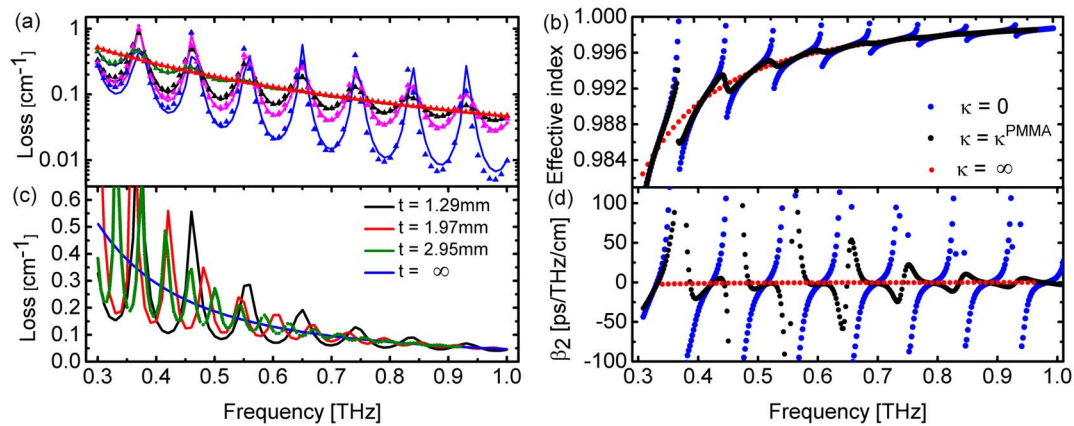 (a)
1
0.1
0.01
Loss [cm⁻¹]
(b)
1.000
0.996
0.992
0.988
0.984
Effective index
κ = 0
κ = κᴾᴹᴹᴬ
κ = ∞
(c)
0.6
0.5
0.4
0.3
0.2
0.1
0.0
Loss [cm⁻¹]
t = 1.29mm
t = 1.97mm
t = 2.95mm
t = ∞
0.3 0.4 0.5 0.6 0.7 0.8 0.9 1.0
Frequency [THz]
(d)
100
50
0
-50
-100
β2 [ps/THz/cm]
0.3 0.4 0.5 0.6 0.7 0.8 0.9 1.0
Frequency [THz]